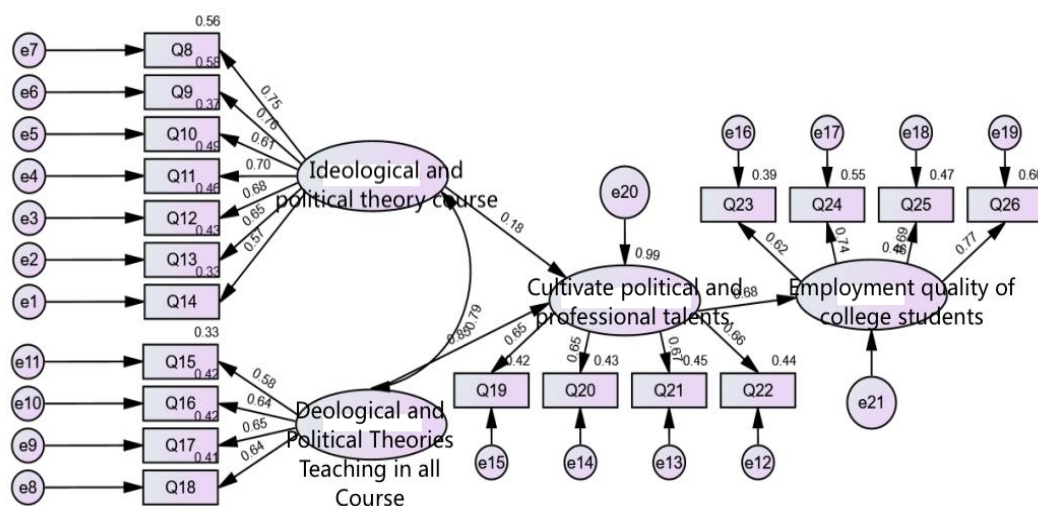 0.56
e7 Q8
0.58
e6 Q9
0.37
e5 Q10
0.49
e4 Q11
0.46
e3 Q12
0.43
e2 Q13
0.33
e1 Q14
0.75
0.76
0.61
0.70
0.68
0.65
0.57
Ideological and
political theory course
0.18
0.33
e11 Q15
0.42
e10 Q16
0.42
e9 Q17
0.41
e8 Q18
0.58
0.64
0.65
0.64
Deological and
Political Theories
Teaching in all
Course
0.85
0.79
e20
0.99
Cultivate political and
professional talents
0.65
0.65
0.67
0.66
0.42
0.43
0.45
0.44
Q19 Q20 Q21 Q22
e15 e14 e13 e12
0.68
e16 e17 e18 e19
0.39 0.55 0.47 0.60
Q23 Q24 Q25 Q26
0.62
0.74
0.69
0.77
Employment quality of
college students
e21